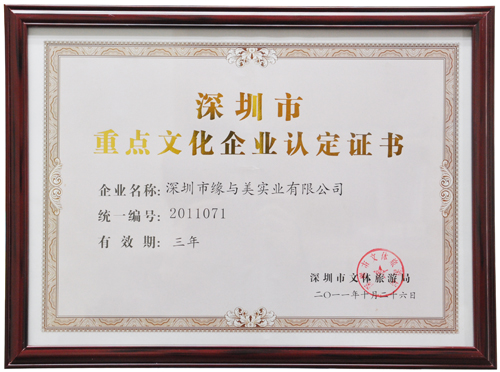 深圳市
重点文化企业认定证书
企业名称：深圳市缘与美实业有限公司
统一编号：2011071
有效期：三年
深圳市文体旅游局
二〇一一年十月二十六日